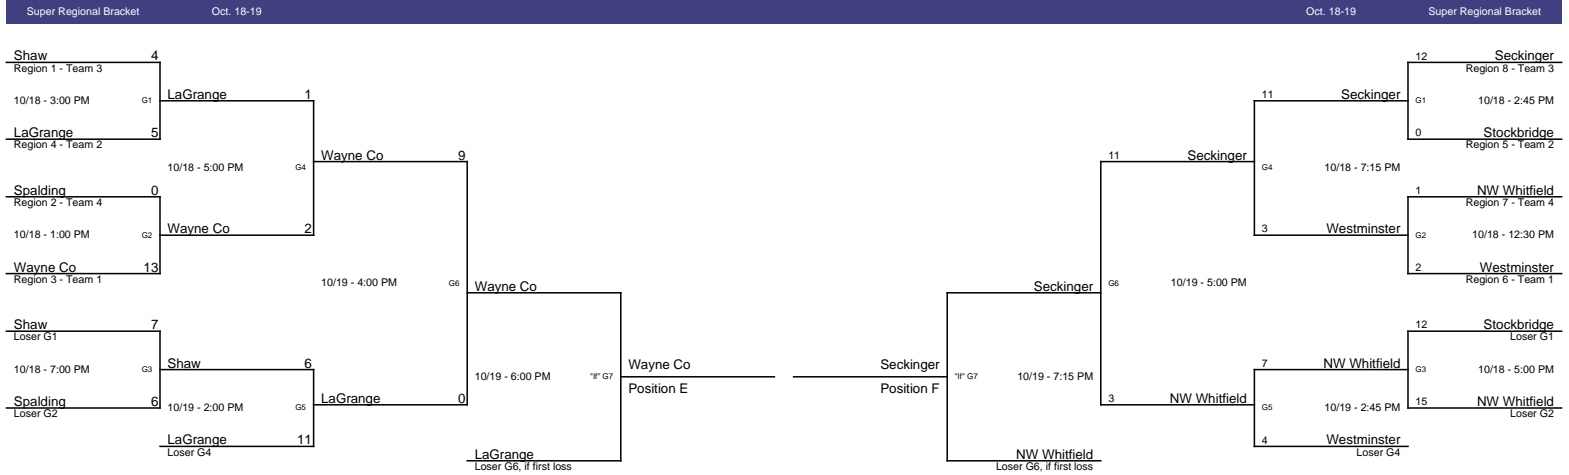 Super Regional Bracket Oct. 18-19 Oct. 18-19 Super Regional Bracket
Shaw 4
Region 1 - Team 3
10/18 - 3:00 PM G1
LaGrange 5
Region 4 - Team 2
Spalding 0
Region 2 - Team 4
10/18 - 1:00 PM G2
Wayne Co 13
Region 3 - Team 1
Shaw 7
Loser G1
10/18 - 7:00 PM G3
Spalding 6
Loser G2
LaGrange 1
10/18 - 5:00 PM G4
Wayne Co 2
Shaw 6
10/19 - 2:00 PM G5
LaGrange 11
Loser G4
Wayne Co 9
10/19 - 4:00 PM G6
LaGrange 0
Wayne Co
10/19 - 6:00 PM "If" G7
LaGrange
Loser G6, if first loss
Wayne Co
Position E
Seckinger
Position F
Seckinger
"If" G7 10/19 - 7:15 PM
NW Whitfield
Loser G6, if first loss
11 Seckinger
G6 10/19 - 5:00 PM
3 NW Whitfield
11 Seckinger
G4 10/18 - 7:15 PM
3 Westminster
7 NW Whitfield
G5 10/19 - 2:45 PM
4 Westminster
Loser G4
12 Seckinger
Region 8 - Team 3
G1 10/18 - 2:45 PM
0 Stockbridge
Region 5 - Team 2
1 NW Whitfield
Region 7 - Team 4
G2 10/18 - 12:30 PM
2 Westminster
Region 6 - Team 1
12 Stockbridge
Loser G1
G3 10/18 - 5:00 PM
15 NW Whitfield
Loser G2